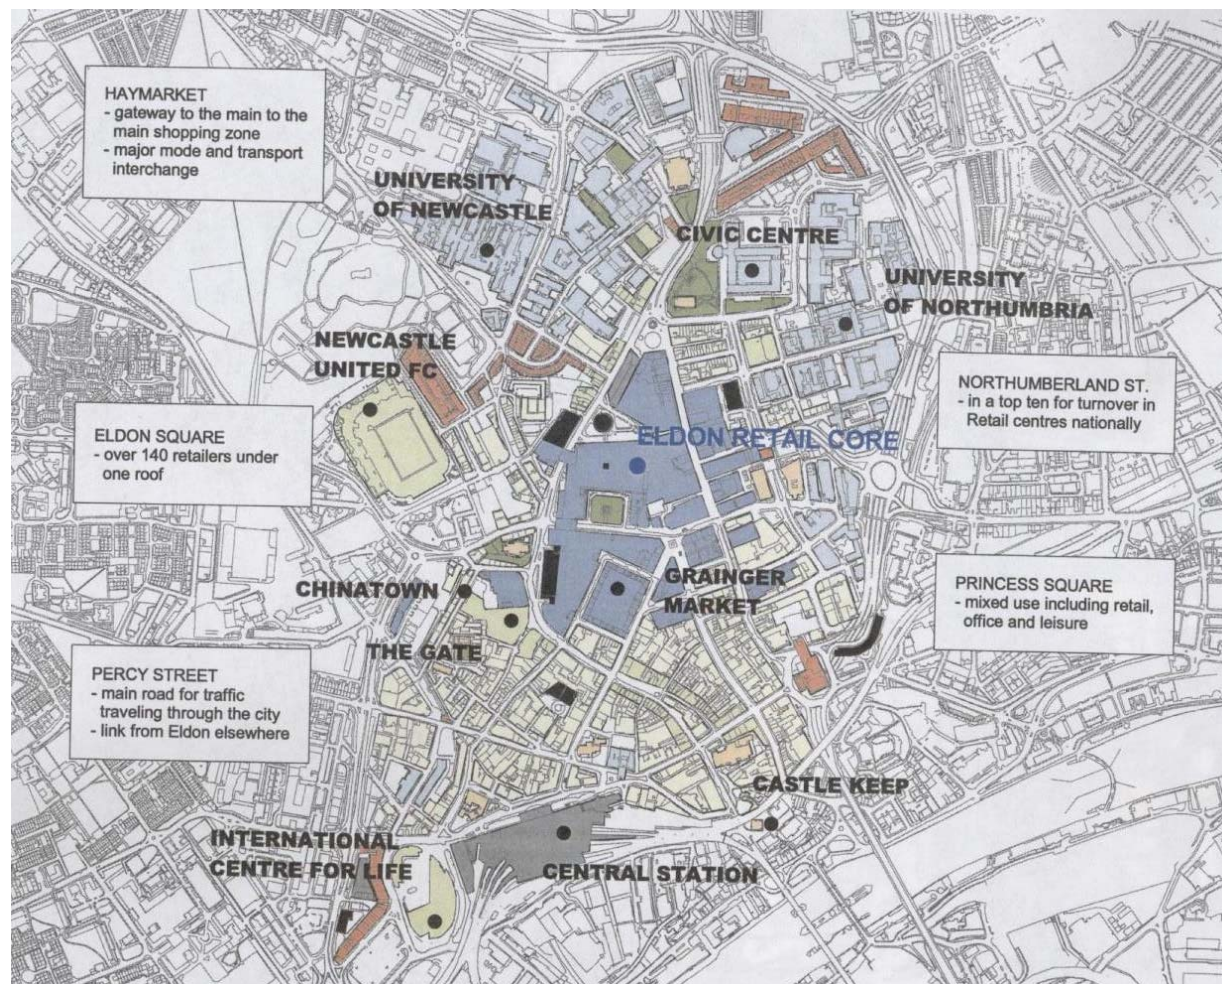 HAYMARKET
- gateway to the main to the
main shopping zone
- major mode and transport
interchange
UNIVERSITY
OF NEWCASTLE
CIVIC CENTRE
UNIVERSITY
OF NORTHUMBRIA
NEWCASTLE
UNITED FC
NORTHUMBERLAND ST.
- in a top ten for turnover in
Retail centres nationally
ELDON SQUARE
- over 140 retailers under
one roof
ELDON RETAIL CORE
CHINATOWN
GRAINGER
MARKET
PRINCESS SQUARE
- mixed use including retail,
office and leisure
THE GATE
PERCY STREET
- main road for traffic
traveling through the city
- link from Eldon elsewhere
CASTLE KEEP
INTERNATIONAL
CENTRE FOR LIFE
CENTRAL STATION